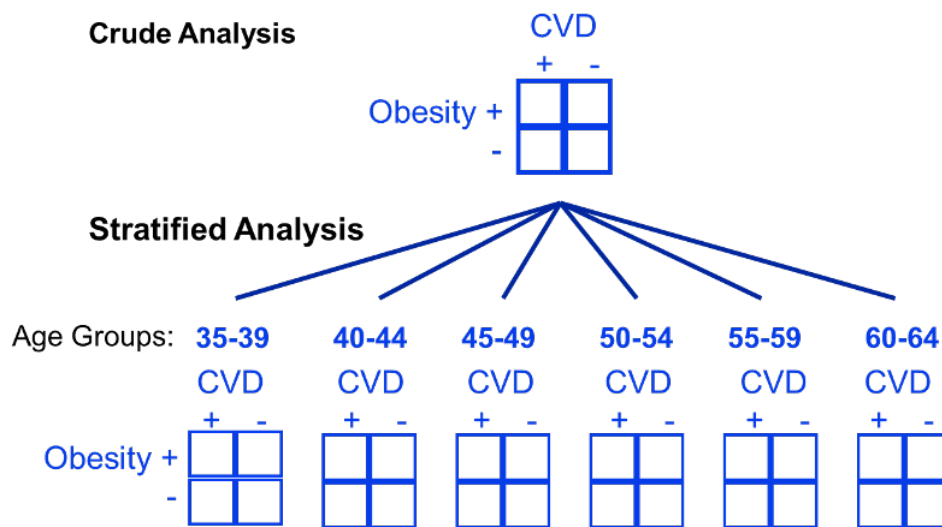 Crude Analysis
CVD
+ -
Obesity +
-
Stratified Analysis
Age Groups: 35-39 40-44 45-49 50-54 55-59 60-64
CVD CVD CVD CVD CVD CVD
+ - + - + - + - + - + -
Obesity +
-